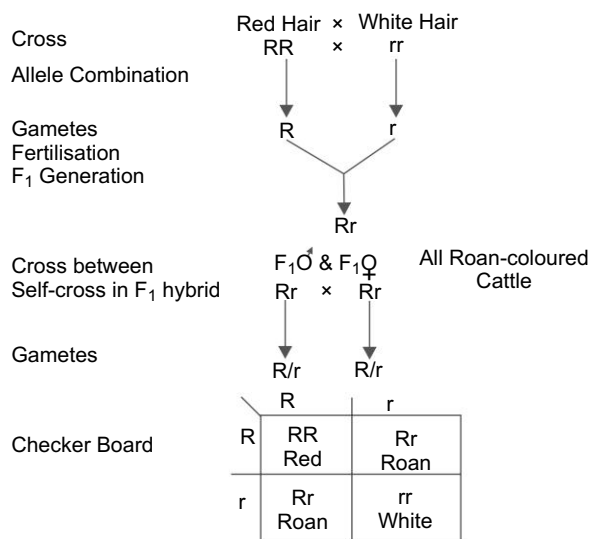 Red Hair × White Hair
Cross RR × rr
Allele Combination
Gametes R r
Fertilisation
F₁ Generation
Rr
Cross between F₁♂ & F₁♀ All Roan-coloured
Self-cross in F₁ hybrid Rr × Rr Cattle
Gametes R/r R/r
R r
Checker Board R RR Rr
Red Roan
r Rr rr
Roan White